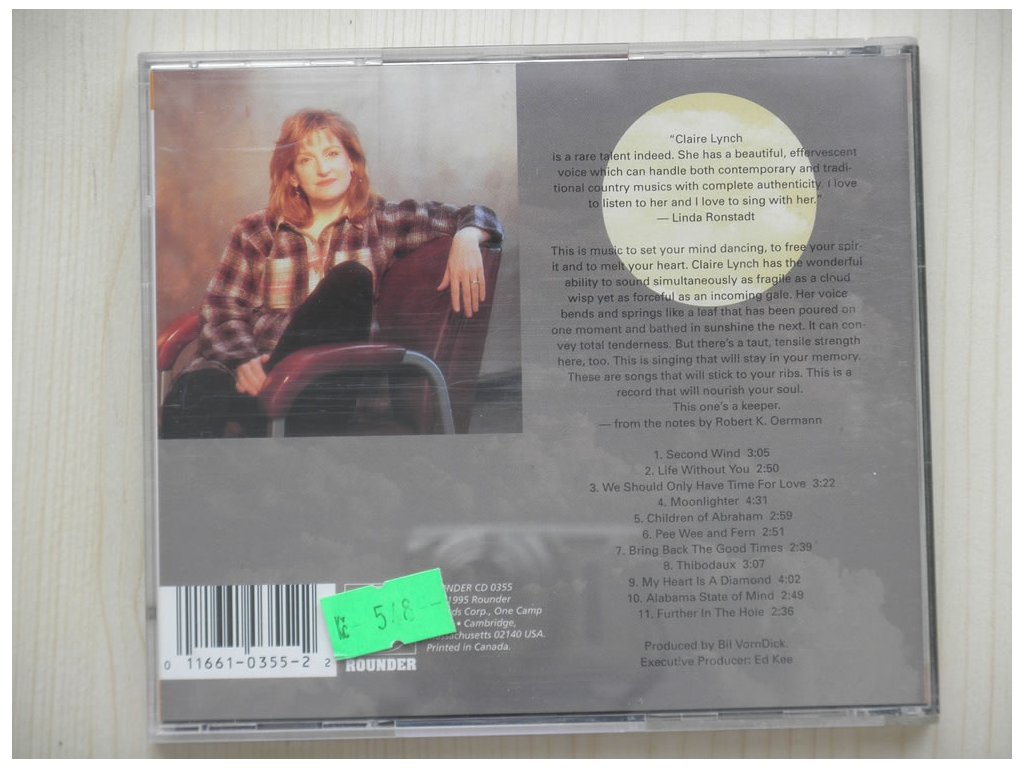 "Claire Lynch
is a rare talent indeed. She has a beautiful, effervescent
voice which can handle both contemporary and tradi-
tional country musics with complete authenticity. I love
to listen to her and I love to sing with her."
— Linda Ronstadt
This is music to set your mind dancing, to free your spir-
it and to melt your heart. Claire Lynch has the wonderful
ability to sound simultaneously as fragile as a cloud
wisp yet as forceful as an incoming gale. Her voice
bends and springs like a leaf that has been poured on
one moment and bathed in sunshine the next. It can con-
vey total tenderness. But there's a taut, tensile strength
here, too. This is singing that will stay in your memory.
These are songs that will stick to your ribs. This is a
record that will nourish your soul.
This one's a keeper.
— from the notes by Robert K. Oermann
1. Second Wind 3:05
2. Life Without You 2:50
3. We Should Only Have Time For Love 3:22
4. Moonlighter 4:31
5. Children of Abraham 2:59
6. Pee Wee and Fern 2:51
7. Bring Back The Good Times 2:39
8. Thibodaux 3:07
9. My Heart Is A Diamond 4:02
10. Alabama State of Mind 2:49
11. Further In The Hole 2:36
Produced by Bil VornDick.
Executive Producer: Ed Kee
CD 0355
1995 Rounder
Corp., One Camp
• Cambridge,
02140 USA.
Printed in Canada.
ROUNDER
0 11661-0355-2 2